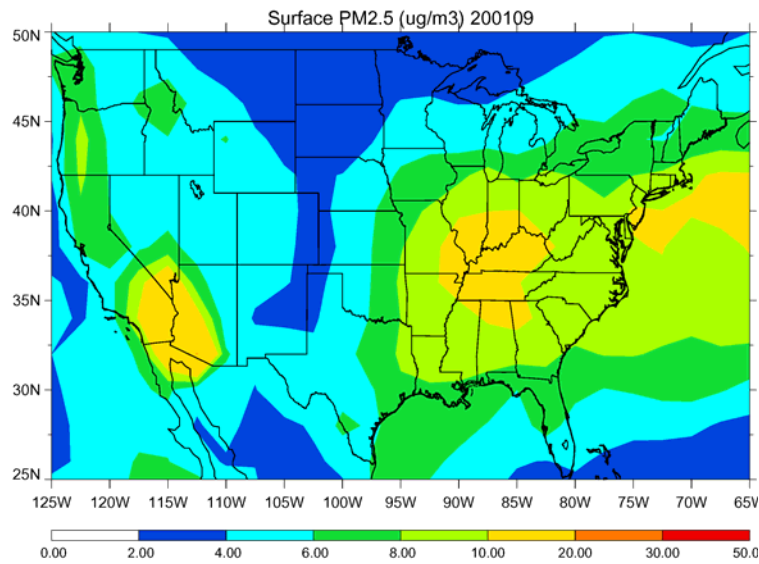 Surface PM2.5 (ug/m3) 200109
50N
45N
40N
35N
30N
25N
125W 120W 115W 110W 105W 100W 95W 90W 85W 80W 75W 70W 65W
0.00 2.00 4.00 6.00 8.00 10.00 20.00 30.00 50.0